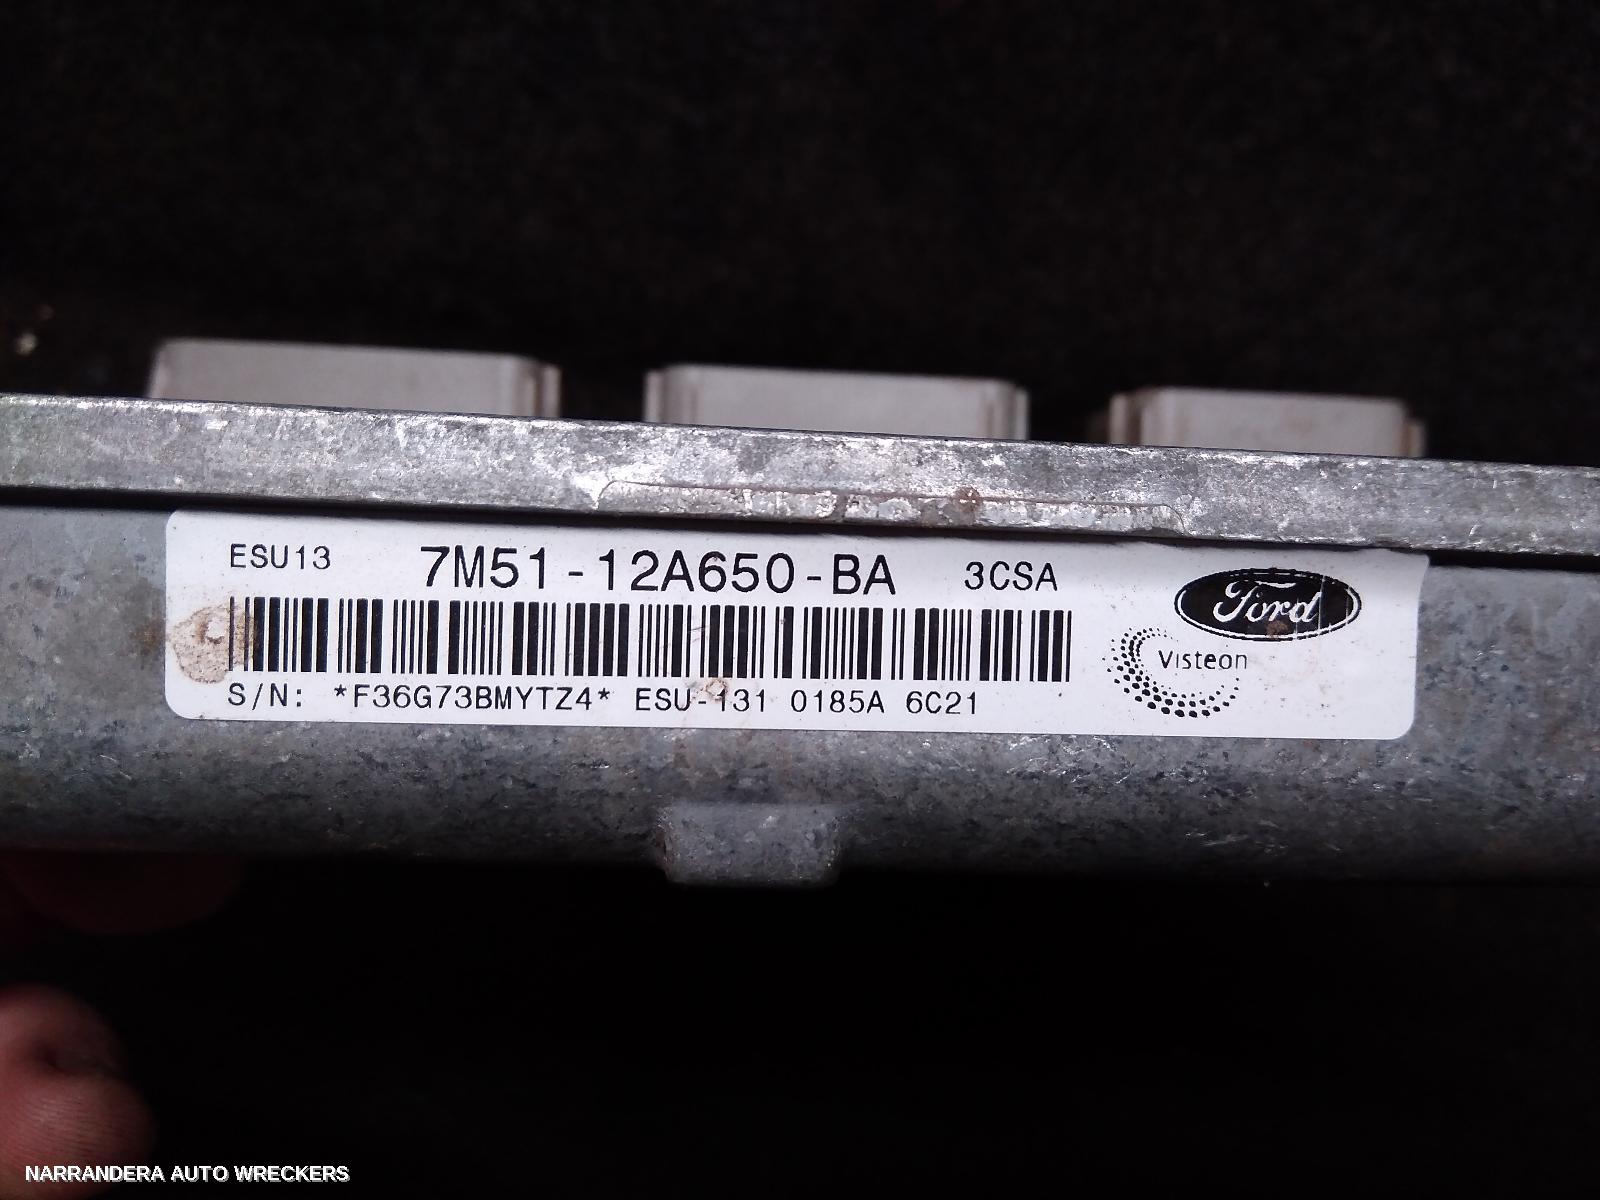 ESU13 7M51-12A650-BA 3CSA
Ford
Visteon
S/N: *F36G73BMYTZ4* ESU-131 0185A 6C21
NARRANDERA AUTO WRECKERS